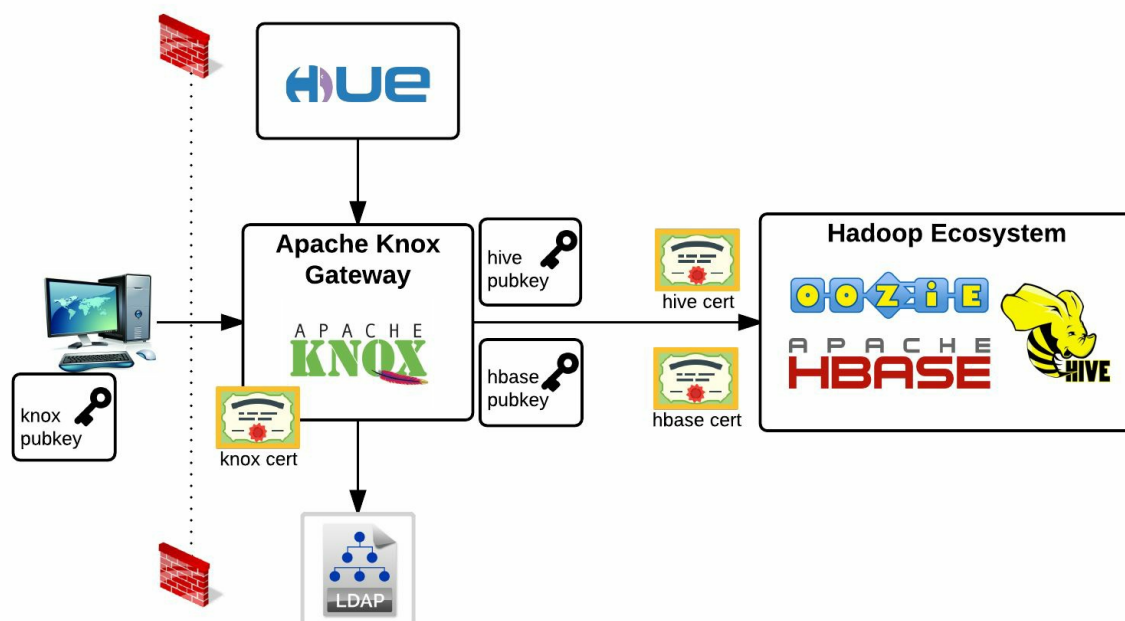 HUE
Apache Knox
Gateway
APACHE
KNOX
hive
pubkey
hbase
pubkey
knox
pubkey
knox cert
hive cert
hbase cert
Hadoop Ecosystem
OOZiE
APACHE
HBASE
HIVE
LDAP